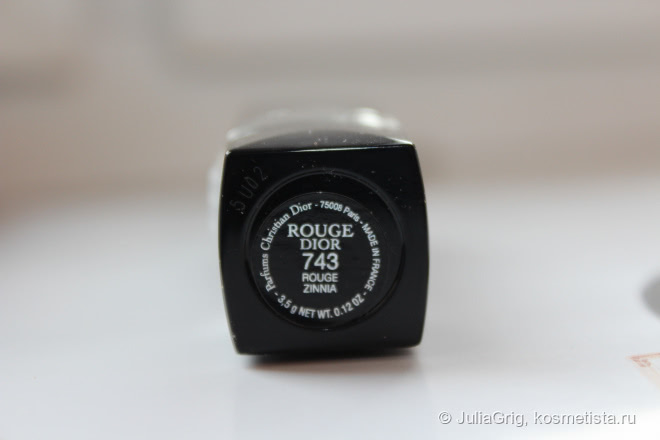 5U02
Parfums Christian Dior - 75008 Paris - MADE IN FRANCE -
ROUGE
DIOR
743
ROUGE
ZINNIA
3.5 g NET WT. 0.12 OZ -
© JuliaGrig, kosmetista.ru